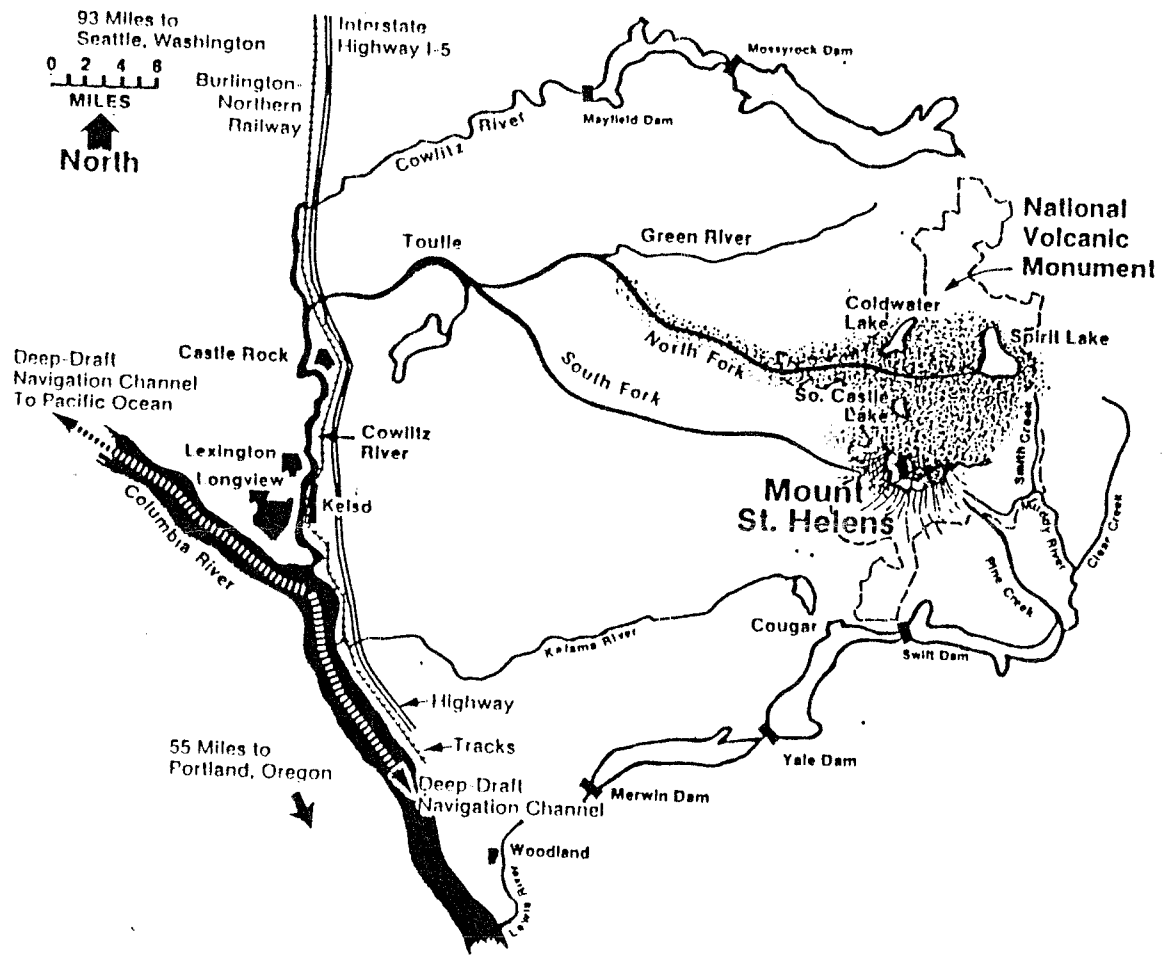 93 Miles to
Seattle, Washington
0 2 4 6 8
MILES
North
Interstate
Highway I-5
Burlington-
Northern
Railway
Mossyrock Dam
Mayfield Dam
Cowlitz River
National
Volcanic
Monument
Green River
Toutle
Coldwater
Lake
Spirit Lake
Castle Rock
North Fork
South Fork
So. Castle
Lake
Deep-Draft
Navigation Channel
To Pacific Ocean
Cowlitz
River
Lexington
Longview
Kelso
Columbia River
Smith Creek
Mount
St. Helens
Muddy River
Clear Creek
Pine Creek
Cougar
Swift Dam
Kalama River
Highway
Tracks
55 Miles to
Portland, Oregon
Yale Dam
Deep-Draft
Navigation Channel
Merwin Dam
Woodland
Lewis River